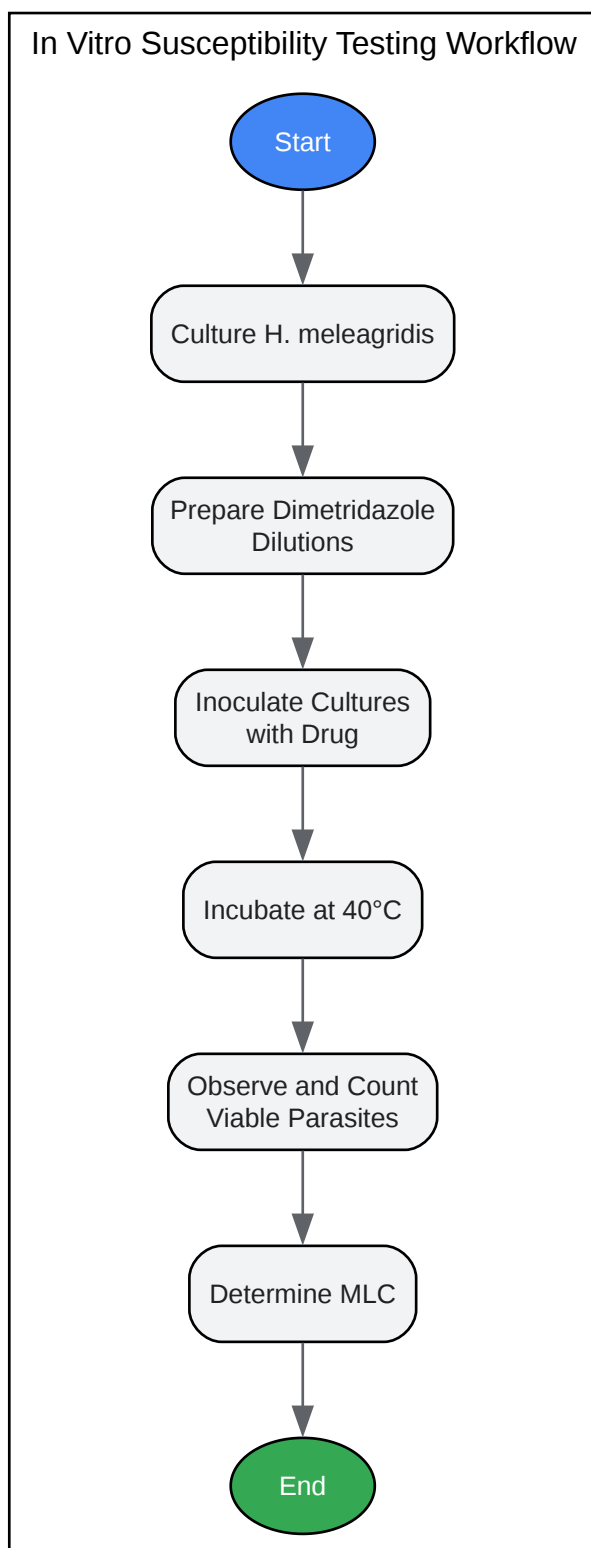 In Vitro Susceptibility Testing Workflow
Start
Culture H. meleagridis
Prepare Dimetridazole
Dilutions
Inoculate Cultures
with Drug
Incubate at 40°C
Observe and Count
Viable Parasites
Determine MLC
End